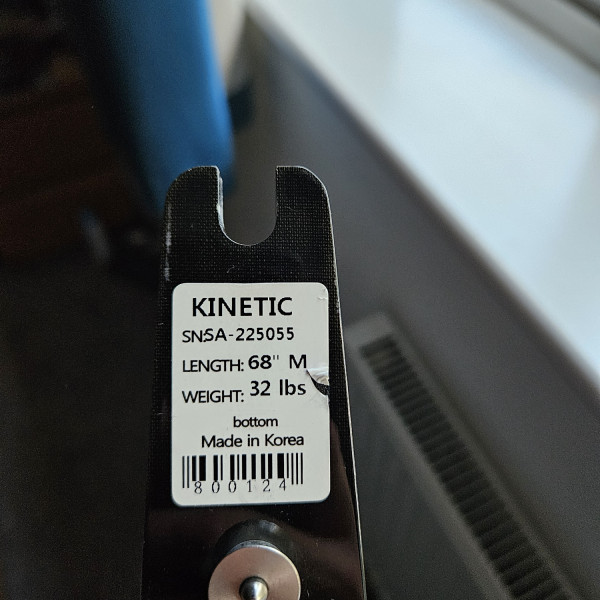 KINETIC
SN:SA-225055
LENGTH: 68" M
WEIGHT: 32 lbs
bottom
Made in Korea
800124